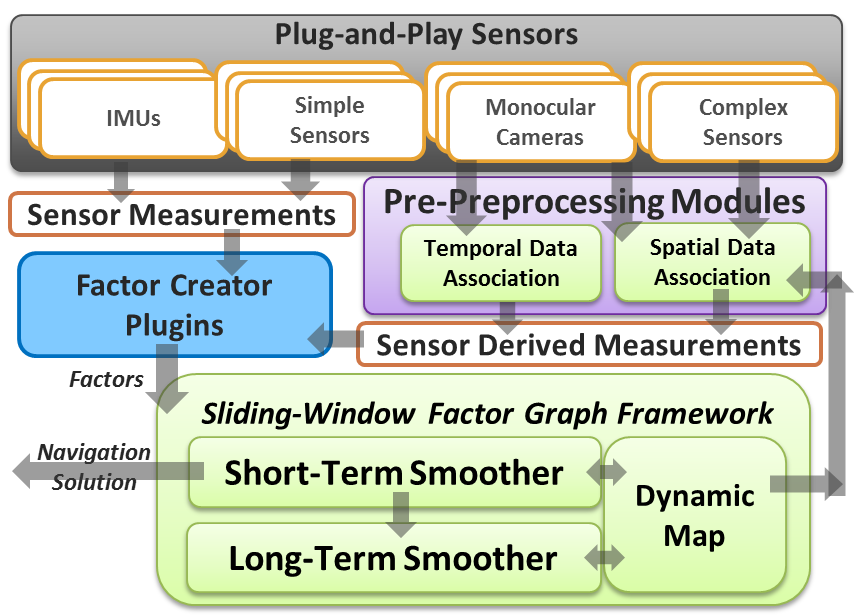 Plug-and-Play Sensors
IMUs
Simple
Sensors
Monocular
Cameras
Complex
Sensors
Sensor Measurements
Pre-Preprocessing Modules
Temporal Data
Association
Spatial Data
Association
Factor Creator
Plugins
Sensor Derived Measurements
Factors
Sliding-Window Factor Graph Framework
Navigation
Solution
Short-Term Smoother
Dynamic
Map
Long-Term Smoother